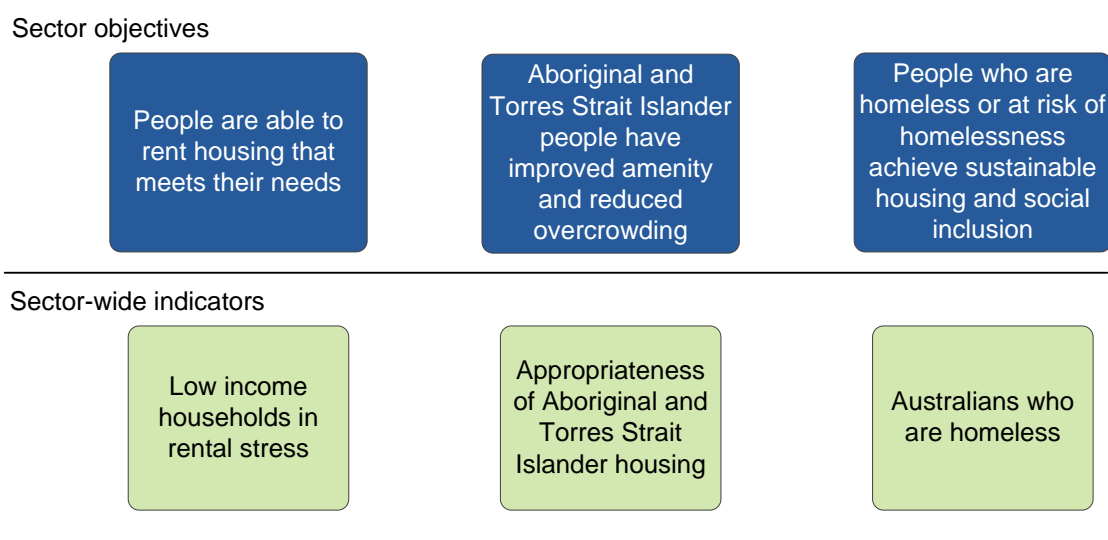 Sector objectives
People are able to
rent housing that
meets their needs
Aboriginal and
Torres Strait Islander
people have
improved amenity
and reduced
overcrowding
People who are
homeless or at risk of
homelessness
achieve sustainable
housing and social
inclusion
Sector-wide indicators
Low income
households in
rental stress
Appropriateness
of Aboriginal and
Torres Strait
Islander housing
Australians who
are homeless